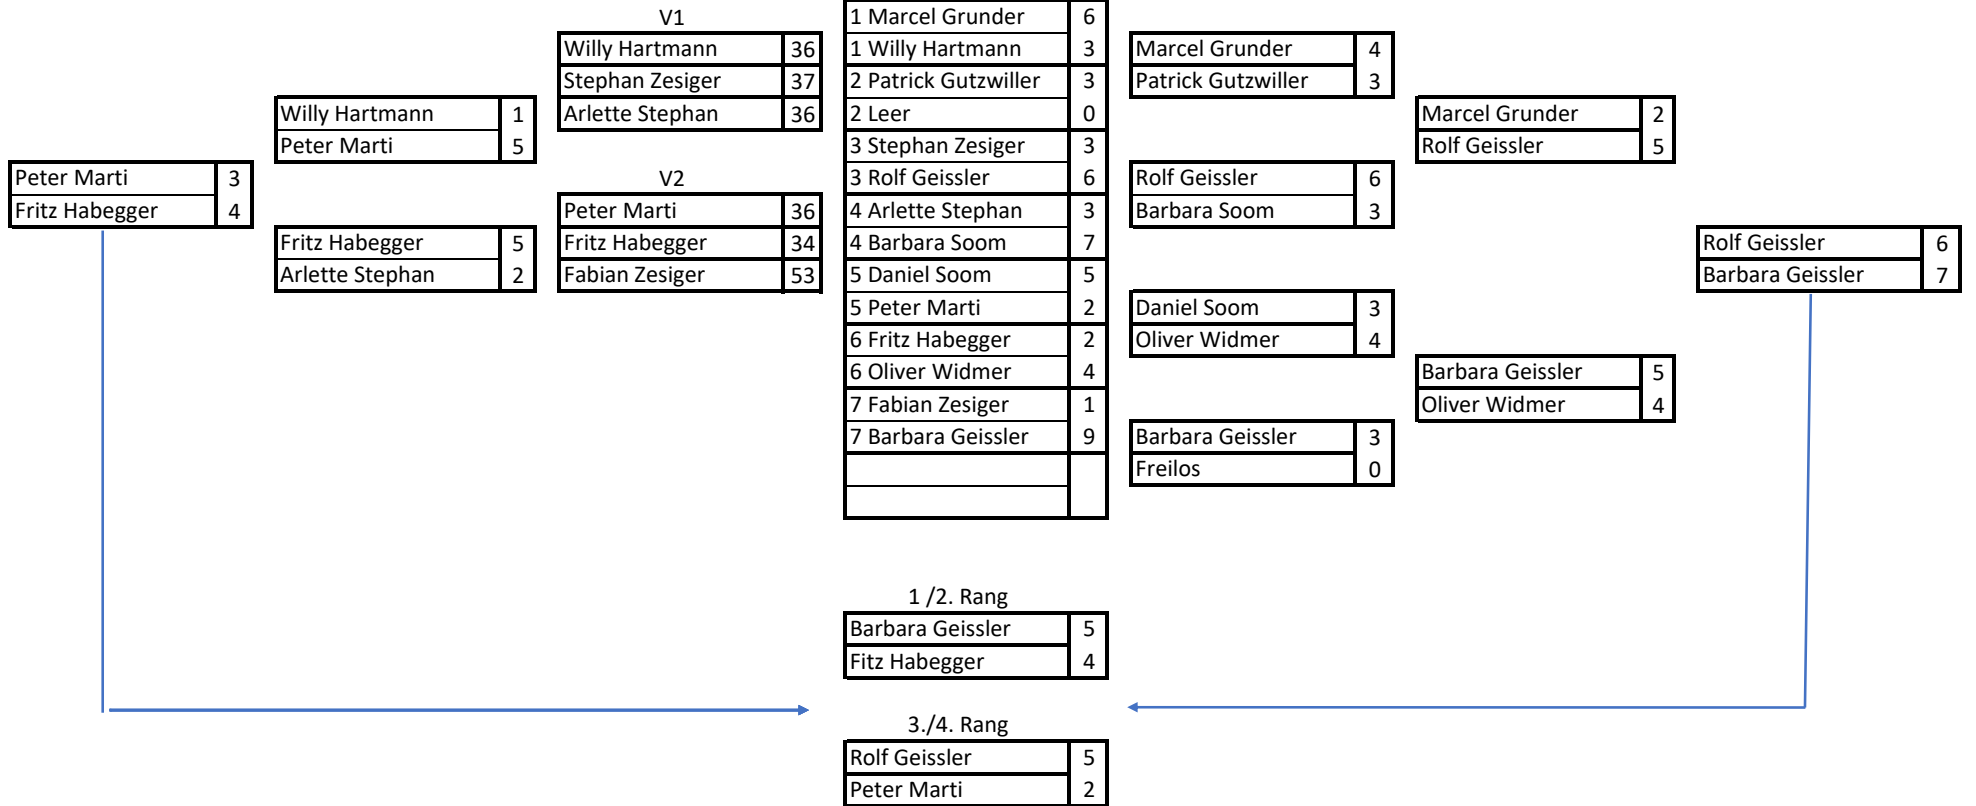 V1
Willy Hartmann 36
Stephan Zesiger 37
Arlette Stephan 36
V2
Peter Marti 36
Fritz Habegger 34
Fabian Zesiger 53
Willy Hartmann 1
Peter Marti 5
Fritz Habegger 5
Arlette Stephan 2
Peter Marti 3
Fritz Habegger 4
1 Marcel Grunder 6
1 Willy Hartmann 3
2 Patrick Gutzwiller 3
2 Leer 0
3 Stephan Zesiger 3
3 Rolf Geissler 6
4 Arlette Stephan 3
4 Barbara Soom 7
5 Daniel Soom 5
5 Peter Marti 2
6 Fritz Habegger 2
6 Oliver Widmer 4
7 Fabian Zesiger 1
7 Barbara Geissler 9
Marcel Grunder 4
Patrick Gutzwiller 3
Rolf Geissler 6
Barbara Soom 3
Daniel Soom 3
Oliver Widmer 4
Barbara Geissler 3
Freilos 0
Marcel Grunder 2
Rolf Geissler 5
Barbara Geissler 5
Oliver Widmer 4
Rolf Geissler 6
Barbara Geissler 7
1 /2. Rang
Barbara Geissler 5
Fitz Habegger 4
3./4. Rang
Rolf Geissler 5
Peter Marti 2